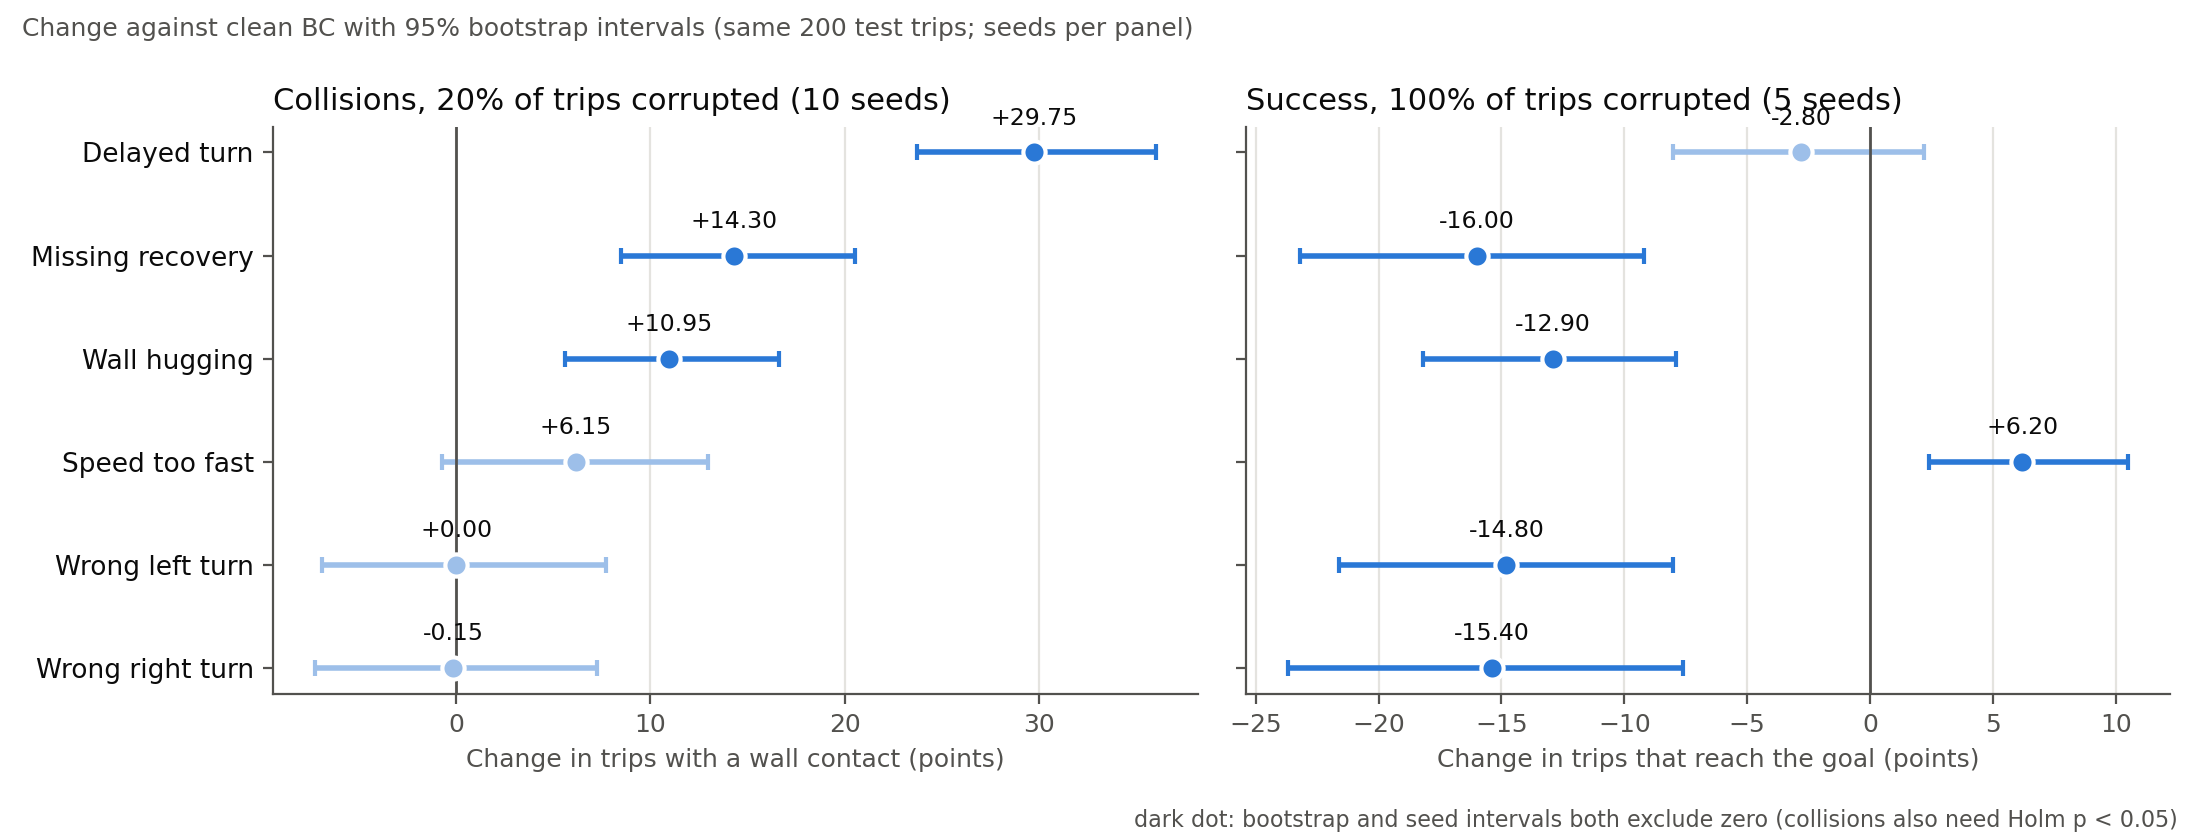 Change against clean BC with 95% bootstrap intervals (same 200 test trips; seeds per panel)
Collisions, 20% of trips corrupted (10 seeds)
Delayed turn
Missing recovery
Wall hugging
Speed too fast
Wrong left turn
Wrong right turn
+29.75
+14.30
+10.95
+6.15
+0.00
-0.15
0 10 20 30
Change in trips with a wall contact (points)
Success, 100% of trips corrupted (5 seeds)
-2.80
-16.00
-12.90
+6.20
-14.80
-15.40
−25 −20 −15 −10 −5 0 5 10
Change in trips that reach the goal (points)
dark dot: bootstrap and seed intervals both exclude zero (collisions also need Holm p < 0.05)